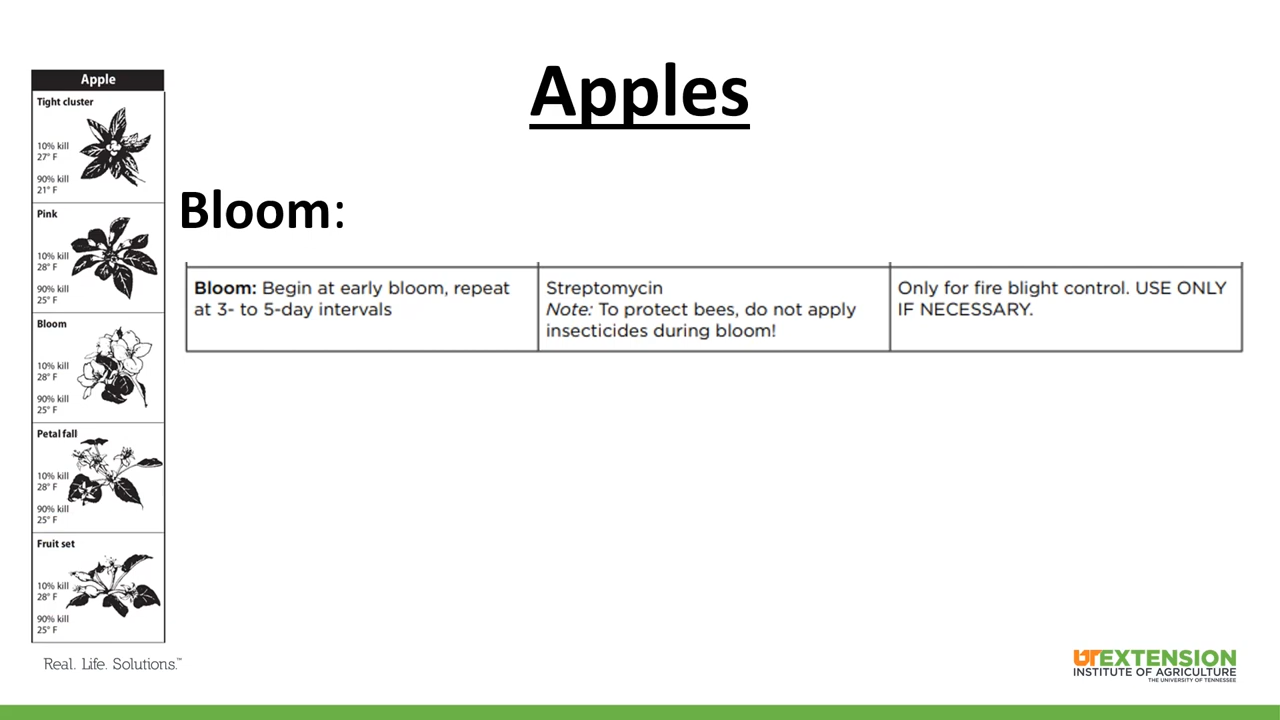 Apples
Apple
Tight cluster
10% kill
27° F
90% kill
21° F
Pink
10% kill
28° F
90% kill
25° F
Bloom
10% kill
28° F
90% kill
25° F
Petal fall
10% kill
28° F
90% kill
25° F
Fruit set
10% kill
28° F
90% kill
25° F
Bloom:
Bloom: Begin at early bloom, repeat
at 3- to 5-day intervals
Streptomycin
Note: To protect bees, do not apply
insecticides during bloom!
Only for fire blight control. USE ONLY
IF NECESSARY.
Real. Life. Solutions.™
UT EXTENSION
INSTITUTE OF AGRICULTURE
THE UNIVERSITY OF TENNESSEE